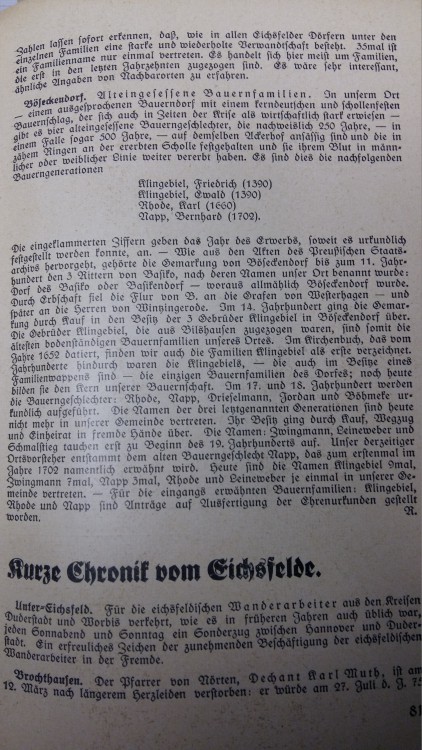 Zahlen lassen sofort erkennen, daß, wie in allen Eichsfelder Dörfern unter den
einzelnen Familien eine starke und wiederholte Verwandtschaft besteht. 35mal ist
ein Familienname nur einmal vertreten. Es handelt sich hier meist um Familien,
die erst in den letzten Jahrzehnten zugezogen sind. Es wäre sehr interessant,
ähnliche Angaben von Nachbarorten zu erfahren.
Böseckendorf. Alteingesessene Bauernfamilien. In unserm Ort
— einem ausgesprochenen Bauerndorf mit einem kerndeutschen und schollenfesten
Bauernschlag, der sich auch in Zeiten der Krise als wirtschaftlich stark erwiesen —
gibt es vier alteingesessene Bauerngeschlechter, die nachweislich 250 Jahre, — in
einem Falle sogar 500 Jahre, — auf demselben Ackerhof ansässig sind und die in
zähem Ringen an der ererbten Scholle festgehalten und sie ihrem Blut in männ-
licher oder weiblicher Linie weiter vererbt haben. Es sind dies die nachfolgenden
Bauerngenerationen
Klingebiel, Friedrich (1390)
Klingebiel, Ewald (1390)
Rhode, Karl (1660)
Napp, Bernhard (1702).
Die eingeklammerten Ziffern geben das Jahr des Erwerbs, soweit es urkundlich
festgestellt werden konnte, an. — Wie aus den Akten des Preußischen Staats-
archivs hervorgeht, gehörte die Gemarkung von Böseckendorf bis zum 11. Jahr-
hundert den 3 Rittern von Basiko, nach deren Namen unser Ort benannt wurde:
Dorf des Basiko oder Basikendorf — woraus allmählich Böseckendorf wurde.
Durch Erbschaft fiel die Flur von B. an die Grafen von Westerhagen — und
später an die Herren von Wintzingerode. Im 14. Jahrhundert ging die Gemar-
kung durch Kauf in den Besitz der 3 Gebrüder Klingebiel aus Bilshausen über.
Die Gebrüder Klingebiel, die aus Bilshausen zugezogen waren, sind somit die
ältesten bodenständigen Bauernfamilien unseres Ortes. Im Kirchenbuch, das vom
Jahre 1652 datiert, finden wir auch die Familien Klingebiel als erste verzeichnet.
Jahrhunderte hindurch waren die Klingebiels, — die auch im Besitze eines
Familienwappens sind — die einzigen Bauernfamilien des Dorfes; noch heute
bilden sie den Kern unserer Bauernschaft. Im 17. und 18. Jahrhundert werden
die Bauerngeschlechter: Rhode, Napp, Drieselmann, Jordan und Böhmeke ur-
kundlich aufgeführt. Die Namen der drei letztgenannten Generationen sind heute
nicht mehr in unserer Gemeinde vertreten. Ihr Besitz ging durch Kauf, Wegzug
und Einheirat in fremde Hände über. Die Namen: Zwingmann, Leineweber und
Schmalstieg tauchen erst zu Beginn des 19. Jahrhunderts auf. Unser derzeitiger
Ortsvorsteher entstammt dem alten Bauerngeschlecht Napp, das zum erstenmal im
Jahre 1702 namentlich erwähnt wird. Heute sind die Namen Klingebiel 9mal,
Zwingmann 7mal, Napp 3mal, Rhode und Leineweber je einmal in unserer Ge-
meinde vertreten. — Für die eingangs erwähnten Bauernfamilien: Klingebiel,
Rhode und Napp sind Anträge auf Ausfertigung der Ehrenurkunden gestellt
worden. R.
Kurze Chronik vom Eichsfelde.
Unter-Eichsfeld. Für die eichsfeldischen Wanderarbeiter aus den Kreisen
Duderstadt und Worbis verkehrt, wie es in früheren Jahren auch üblich war,
jeden Sonnabend und Sonntag ein Sonderzug zwischen Hannover und Duder-
stadt. Ein erfreuliches Zeichen der zunehmenden Beschäftigung der eichsfeldischen
Wanderarbeiter in der Fremde.
Brochthausen. Der Pfarrer von Nörten, Dechant Karl Muth, ist am
12. März nach längerem Herzleiden verstorben: er würde am 27. Juli d. J. 75
81